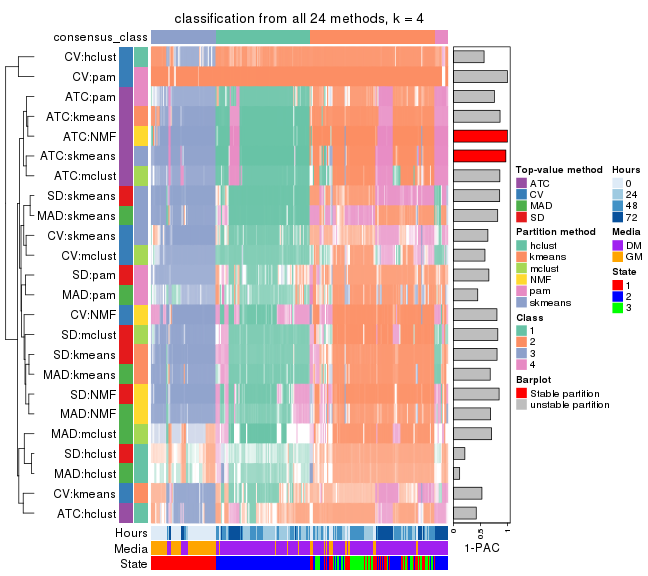 classification from all 24 methods, k = 4
consensus_class
CV:hclust
CV:pam
ATC:pam
ATC:kmeans
ATC:NMF
ATC:skmeans
ATC:mclust
SD:skmeans
MAD:skmeans
CV:skmeans
CV:mclust
SD:pam
MAD:pam
CV:NMF
SD:mclust
SD:kmeans
MAD:kmeans
SD:NMF
MAD:NMF
MAD:mclust
SD:hclust
MAD:hclust
CV:kmeans
ATC:hclust
Hours
Media
State
0
0.5
1
1-PAC
Top-value method
ATC
CV
MAD
SD
Partition method
hclust
kmeans
mclust
NMF
pam
skmeans
Class
1
2
3
4
Barplot
Stable partition
unstable partition
Hours
0
24
48
72
Media
DM
GM
State
1
2
3